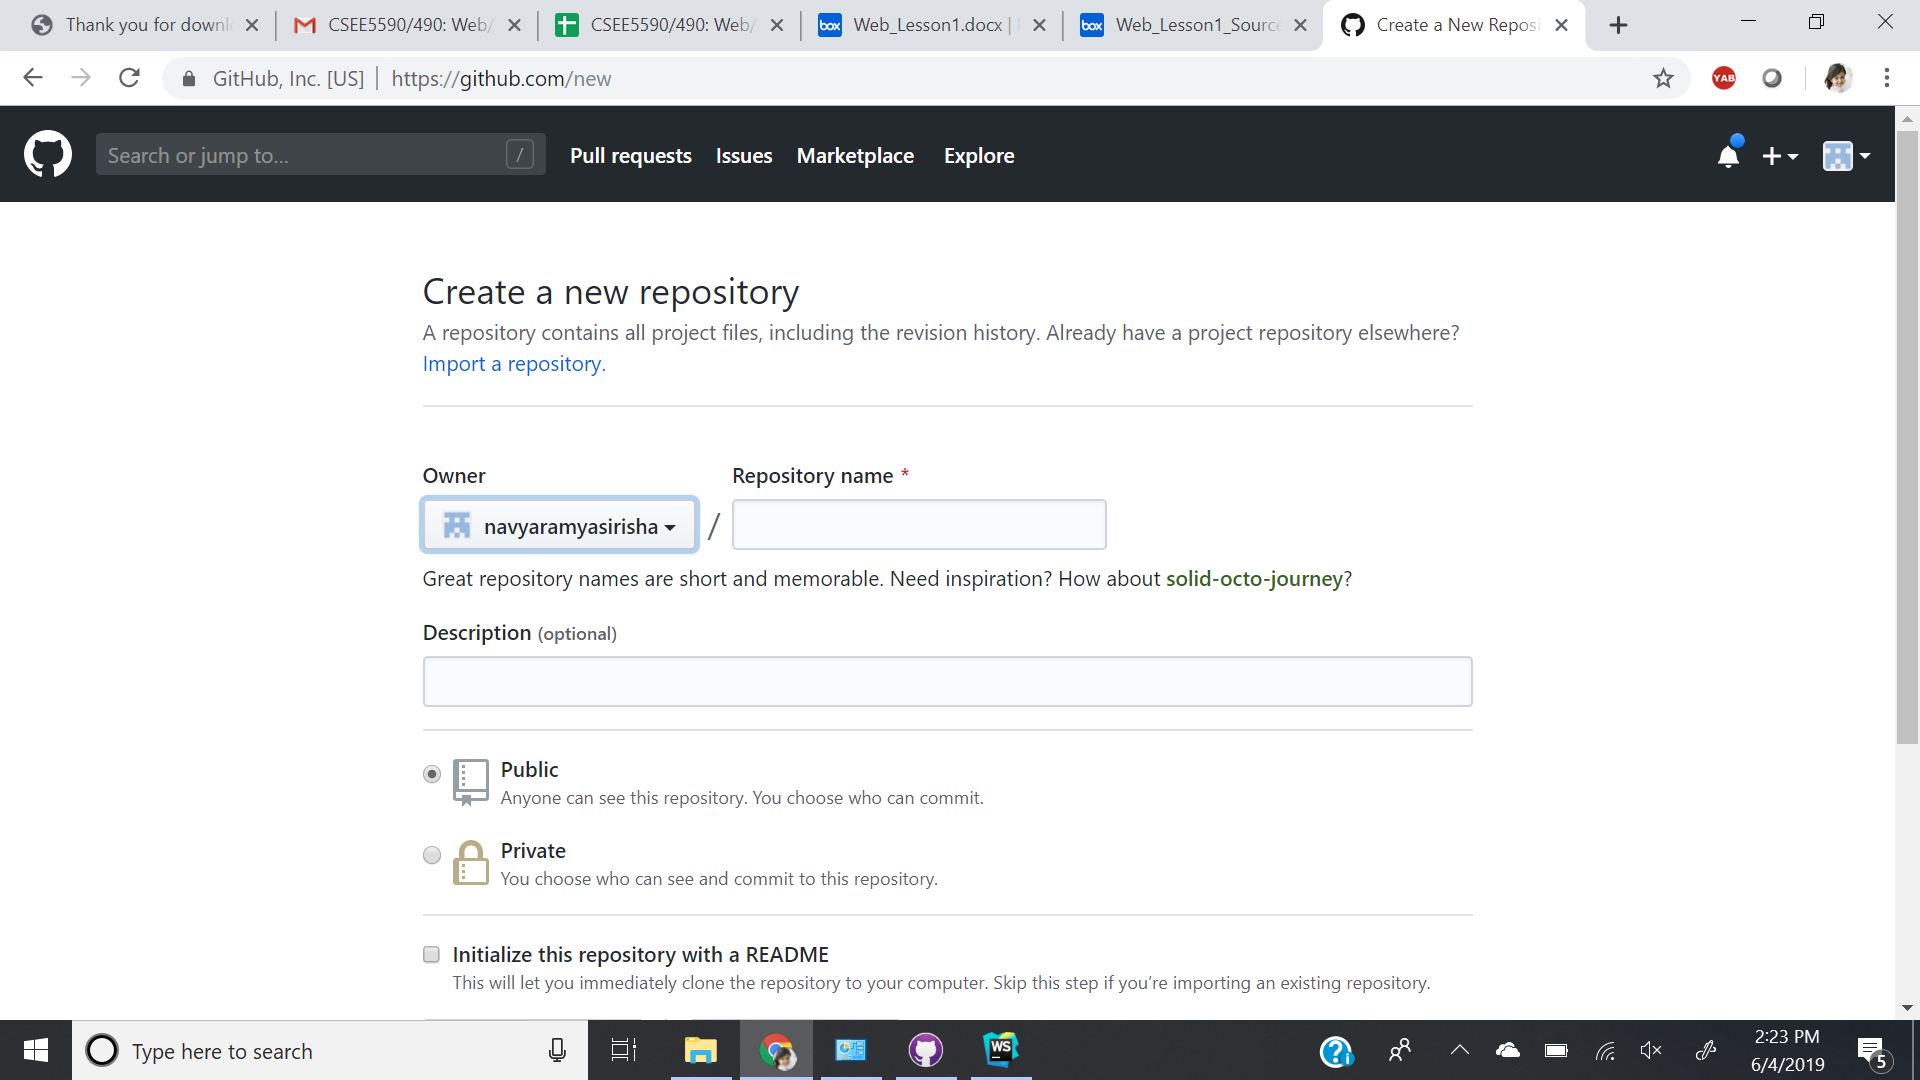 Thank you for downl
CSEE5590/490: Web/
CSEE5590/490: Web/
box
Web_Lesson1.docx |
box
Web_Lesson1_Source
Create a New Reposi
GitHub, Inc. [US]
https://github.com/new
YAB
Search or jump to...
/
Pull requests
Issues
Marketplace
Explore
Create a new repository
A repository contains all project files, including the revision history. Already have a project repository elsewhere?
Import a repository.
Owner
Repository name *
navyaramyasirisha
/
Great repository names are short and memorable. Need inspiration? How about solid-octo-journey?
Description (optional)
Public
Anyone can see this repository. You choose who can commit.
Private
You choose who can see and commit to this repository.
Initialize this repository with a README
This will let you immediately clone the repository to your computer. Skip this step if you’re importing an existing repository.
Type here to search
WS
2:23 PM
6/4/2019
5